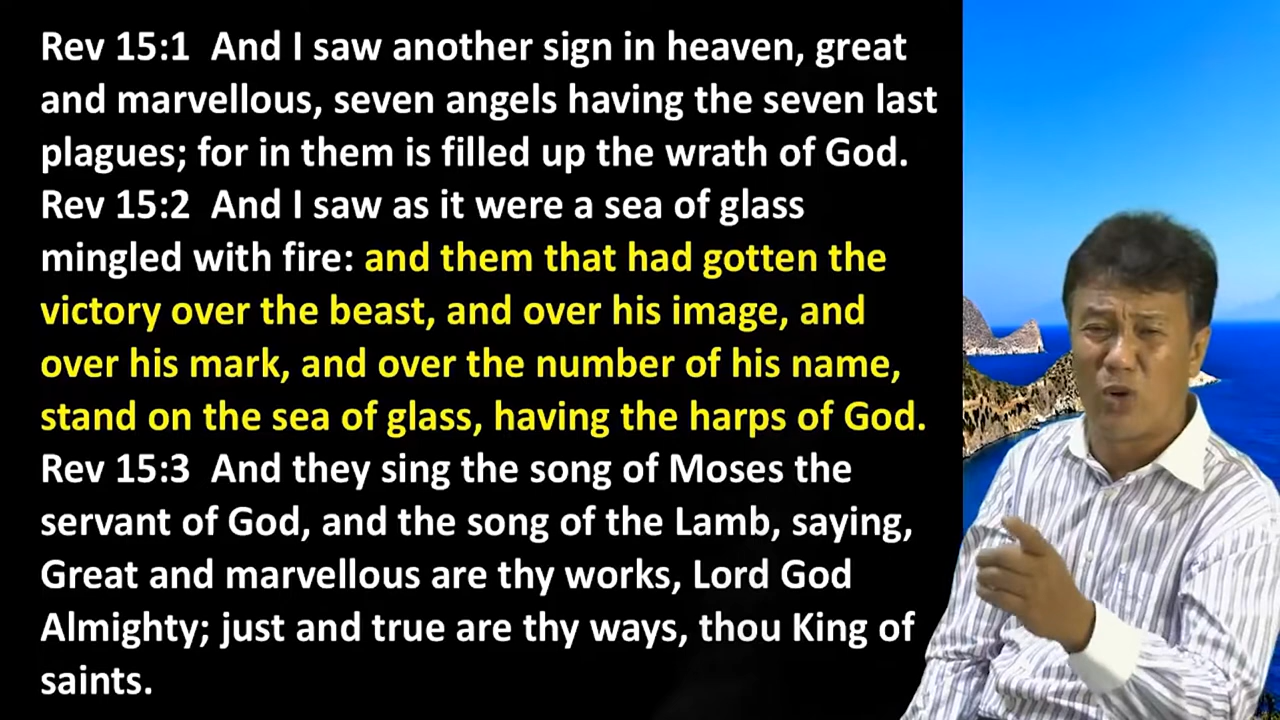 Rev 15:1  And I saw another sign in heaven, great
and marvellous, seven angels having the seven last
plagues; for in them is filled up the wrath of God.
Rev 15:2  And I saw as it were a sea of glass
mingled with fire: and them that had gotten the
victory over the beast, and over his image, and
over his mark, and over the number of his name,
stand on the sea of glass, having the harps of God.
Rev 15:3  And they sing the song of Moses the
servant of God, and the song of the Lamb, saying,
Great and marvellous are thy works, Lord God
Almighty; just and true are thy ways, thou King of
saints.